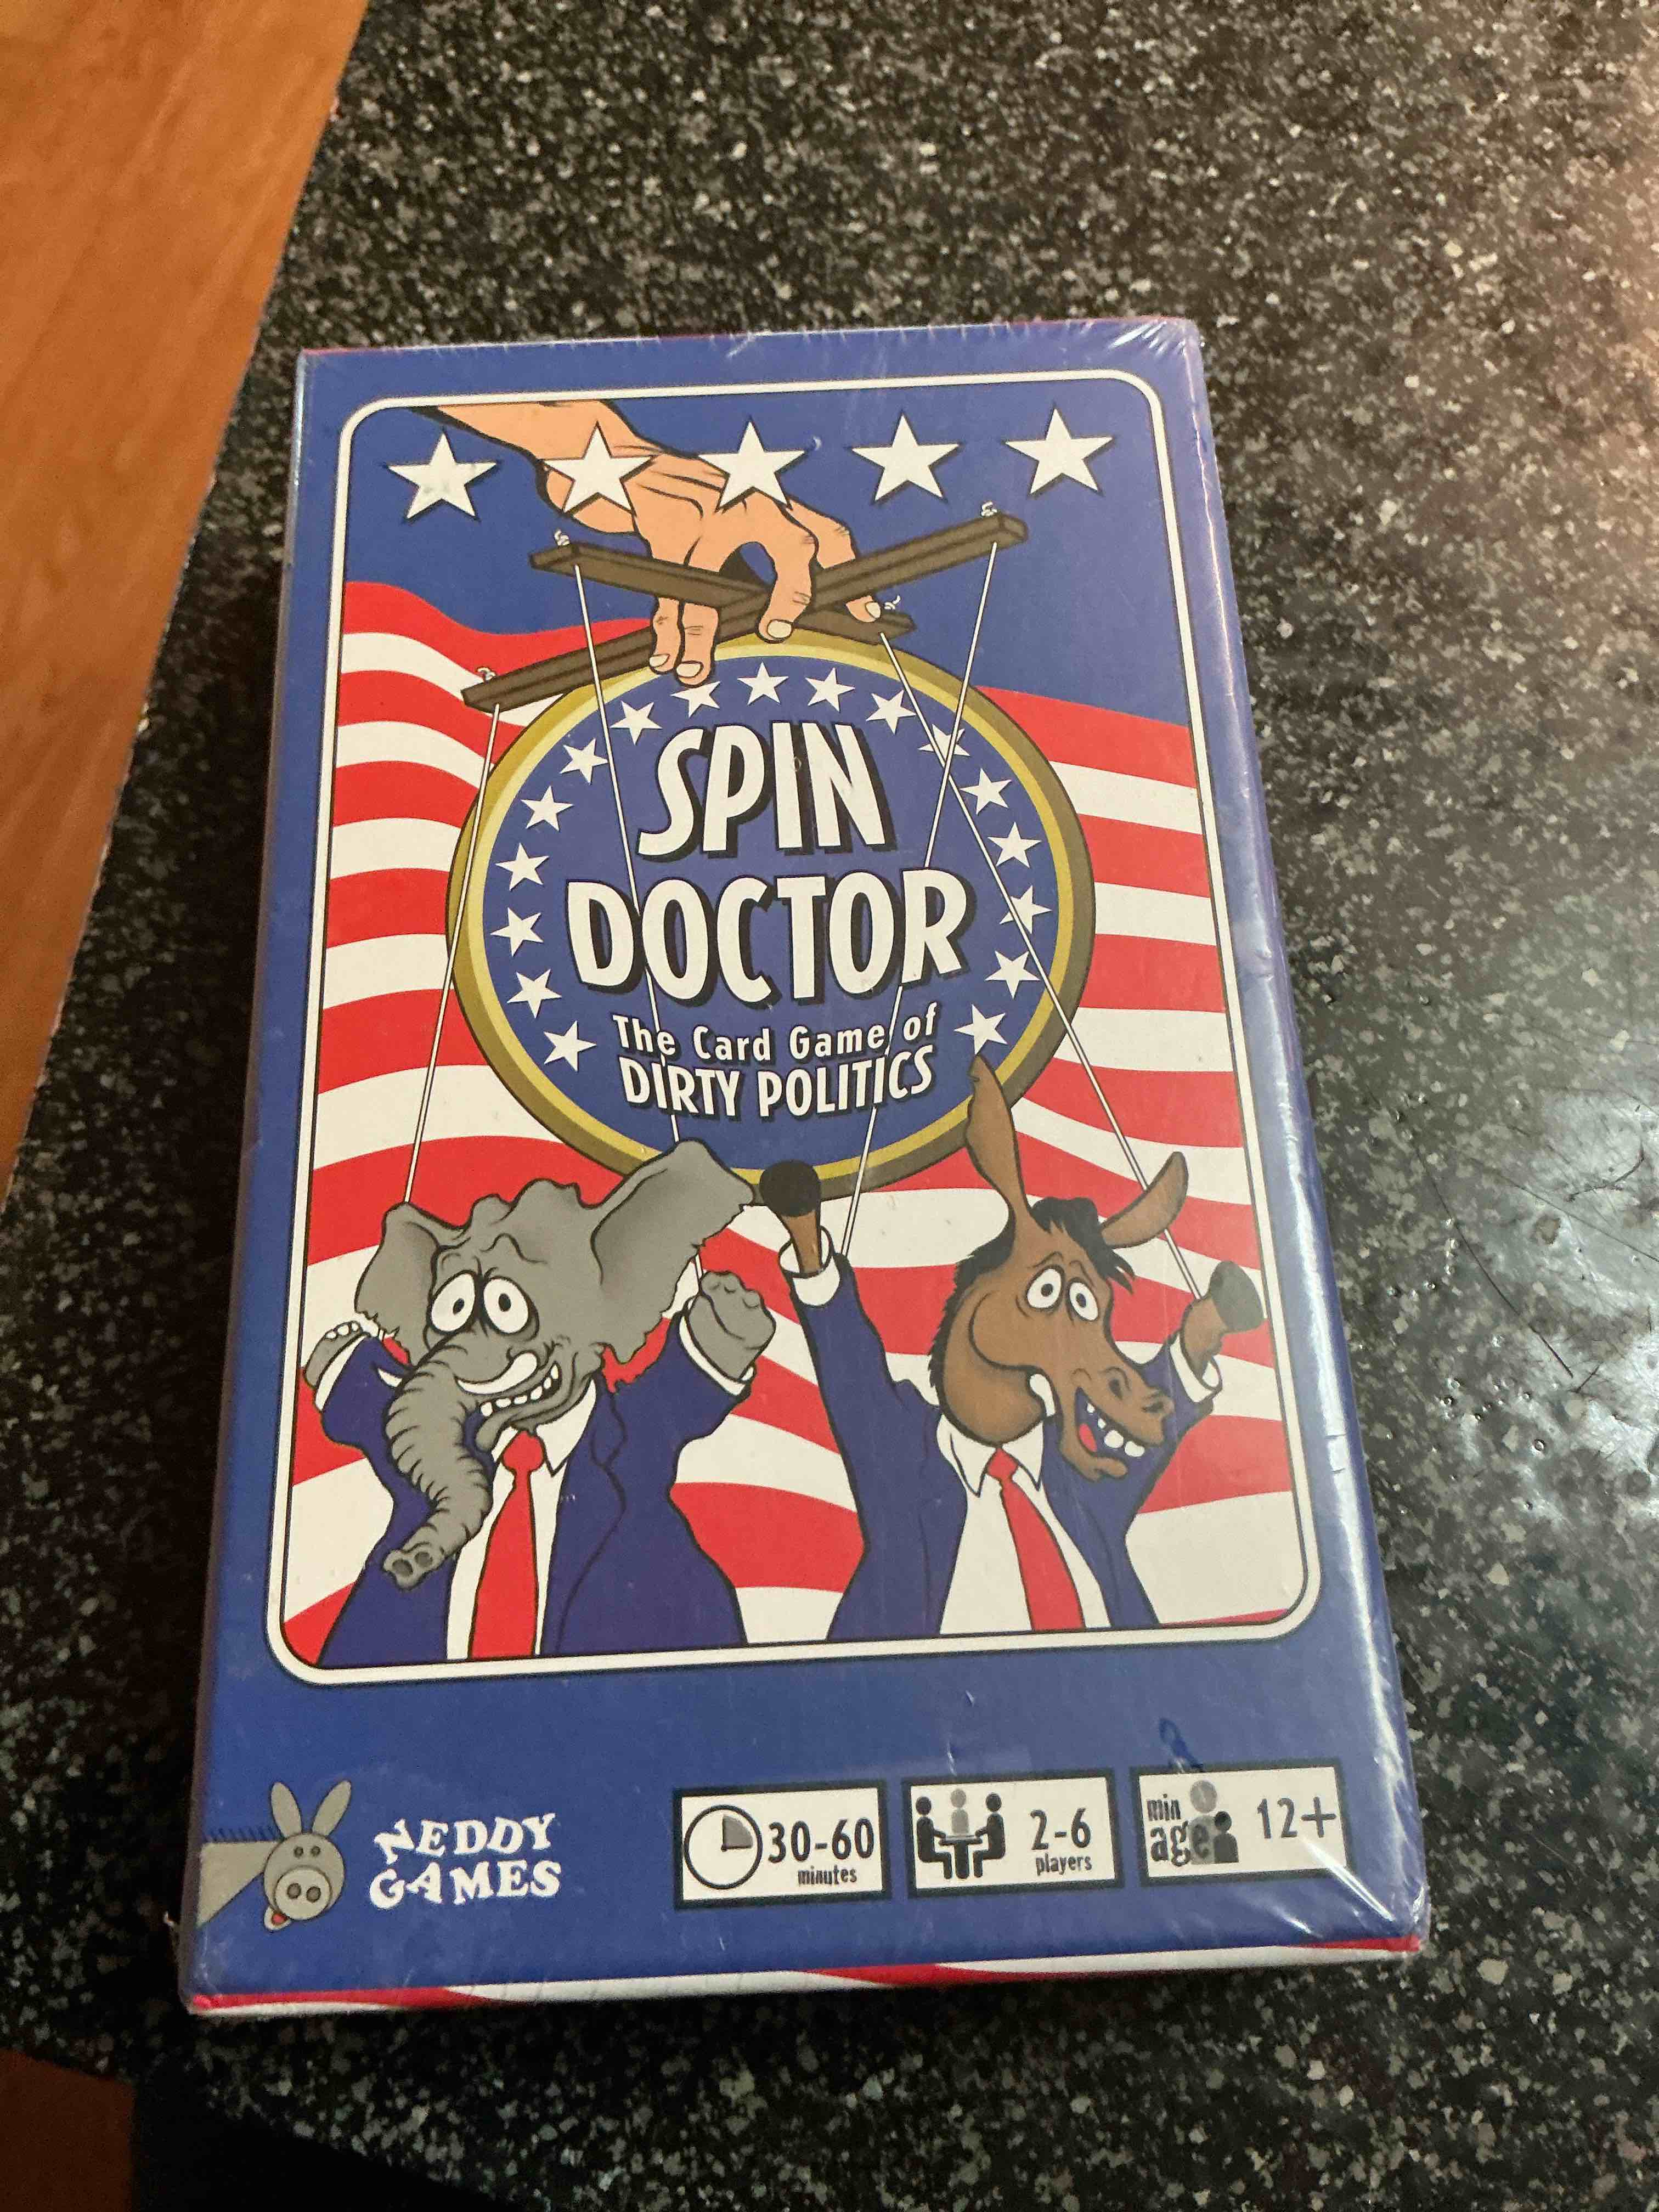 SPIN
DOCTOR
The Card Game of
DIRTY POLITICS
NEDDY
GAMES
30-60
minutes
2-6
players
min
age
12+